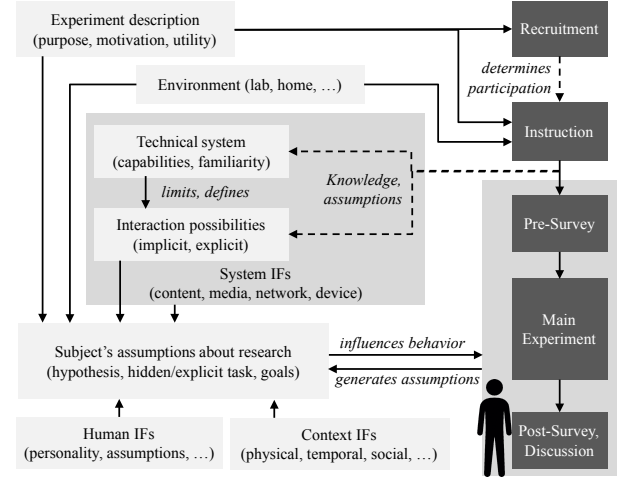 Experiment description
(purpose, motivation, utility)
Recruitment
determines
participation
Environment (lab, home, …)
Instruction
Technical system
(capabilities, familiarity)
limits, defines
Knowledge,
assumptions
Interaction possibilities
(implicit, explicit)
Pre-Survey
System IFs
(content, media, network, device)
Main
Experiment
Subject's assumptions about research
(hypothesis, hidden/explicit task, goals)
influences behavior
generates assumptions
Human IFs
(personality, assumptions, …)
Context IFs
(physical, temporal, social, …)
Post-Survey,
Discussion